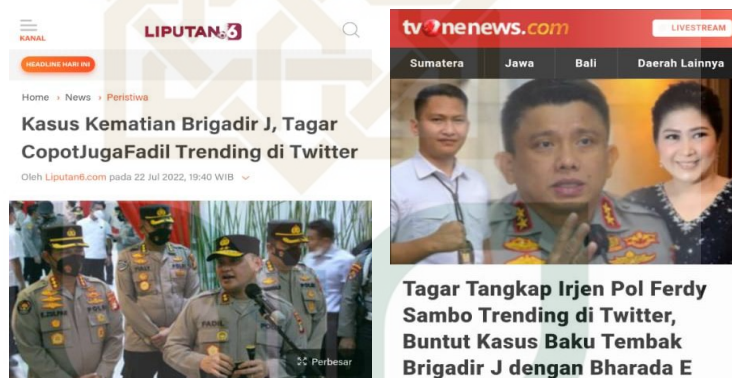 KANAL
LIPUTAN6
HEADLINE HARI INI
Home > News > Peristiwa
Kasus Kematian Brigadir J, Tagar
CopotJugaFadil Trending di Twitter
Oleh Liputan6.com pada 22 Jul 2022, 19:40 WIB
FADIL
Perbesar
tvOnenews.com
LIVESTREAM
Sumatera Jawa Bali Daerah Lainnya
Tagar Tangkap Irjen Pol Ferdy
Sambo Trending di Twitter,
Buntut Kasus Baku Tembak
Brigadir J dengan Bharada E